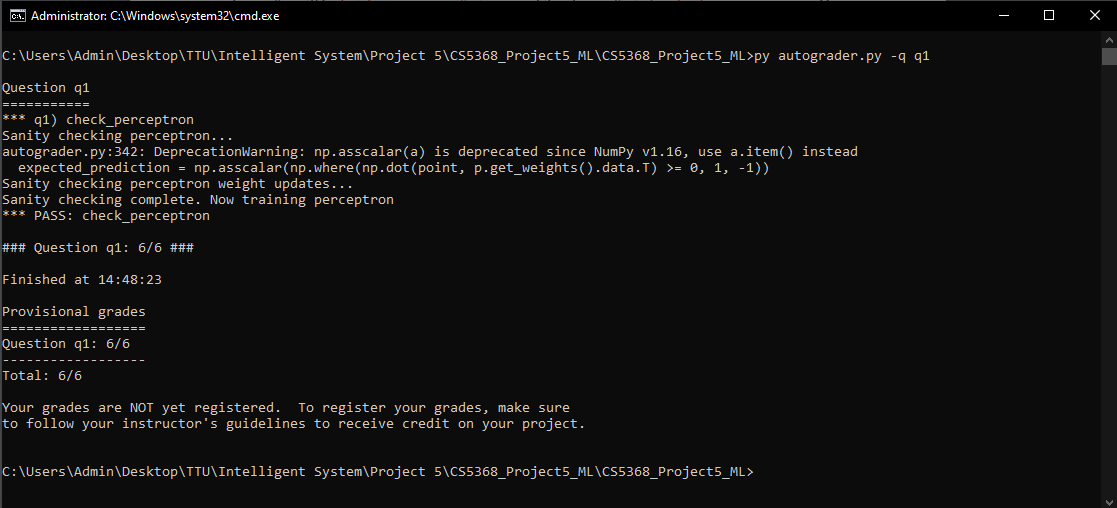 Administrator: C:\Windows\system32\cmd.exe
C:\Users\Admin\Desktop\TTU\Intelligent System\Project 5\CS5368_Project5_ML\CS5368_Project5_ML>py autograder.py -q q1
Question q1
===========
*** q1) check_perceptron
Sanity checking perceptron...
autograder.py:342: DeprecationWarning: np.asscalar(a) is deprecated since NumPy v1.16, use a.item() instead
  expected_prediction = np.asscalar(np.where(np.dot(point, p.get_weights().data.T) >= 0, 1, -1))
Sanity checking perceptron weight updates...
Sanity checking complete. Now training perceptron
*** PASS: check_perceptron
### Question q1: 6/6 ###
Finished at 14:48:23
Provisional grades
==================
Question q1: 6/6
------------------
Total: 6/6
Your grades are NOT yet registered.  To register your grades, make sure
to follow your instructor's guidelines to receive credit on your project.
C:\Users\Admin\Desktop\TTU\Intelligent System\Project 5\CS5368_Project5_ML\CS5368_Project5_ML>